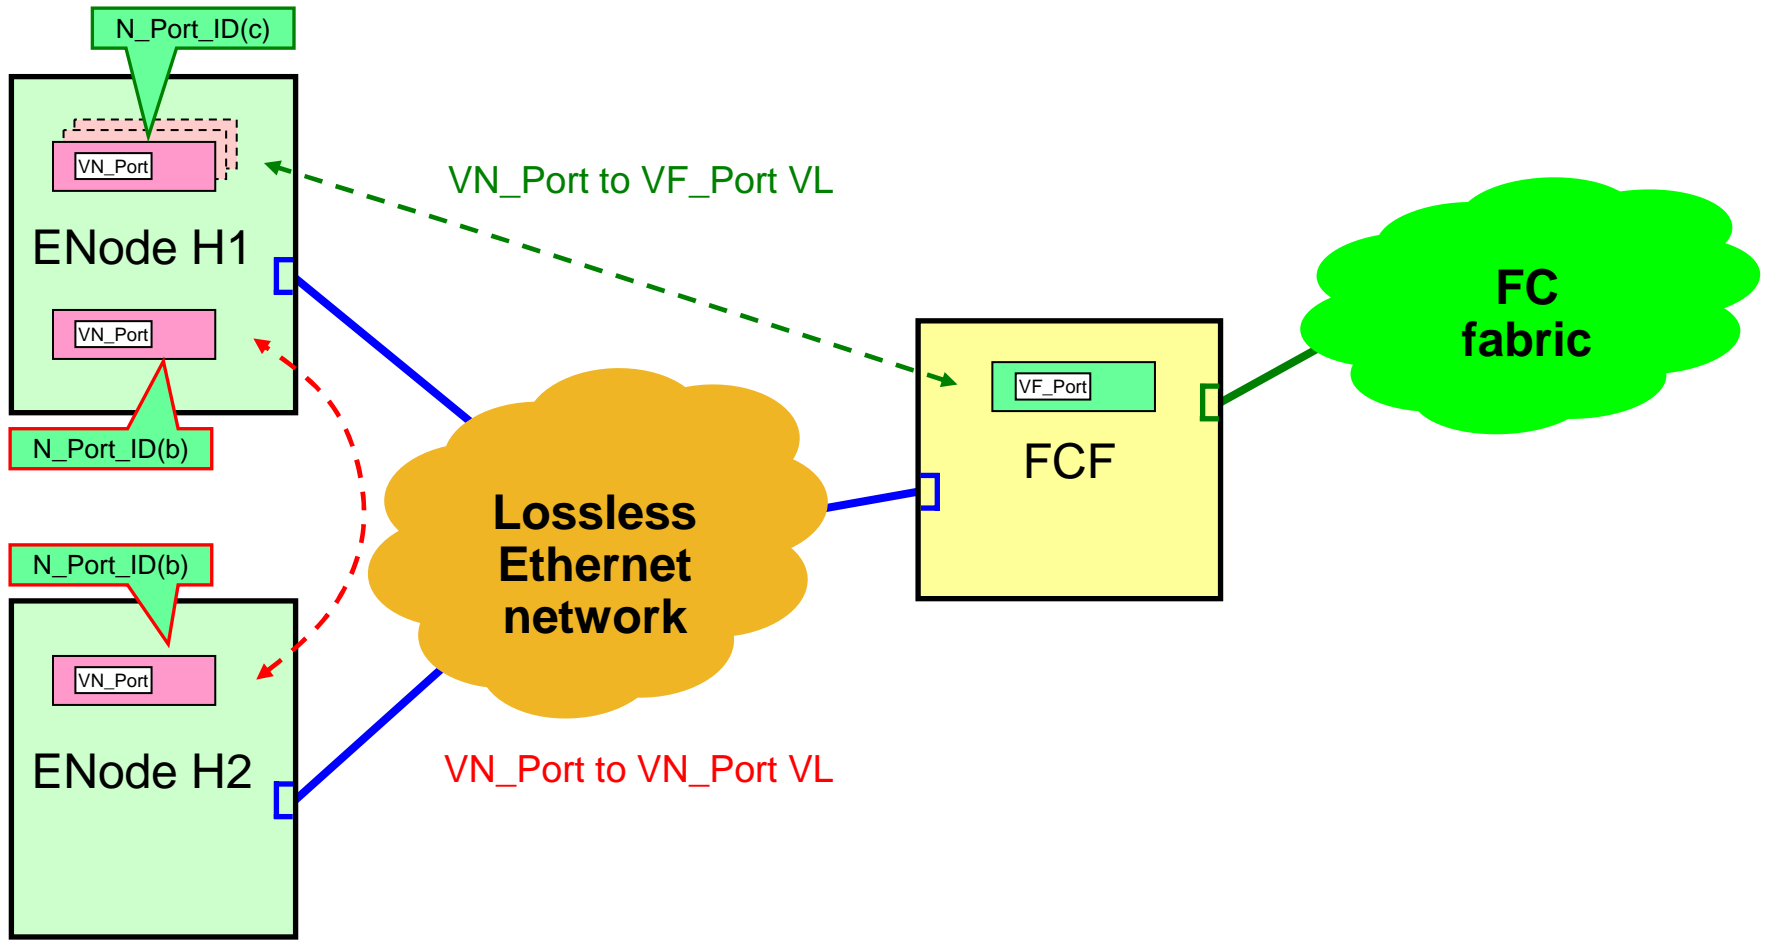 N_Port_ID(c)
VN_Port
VN_Port to VF_Port VL
ENode H1
FC
fabric
VN_Port
VF_Port
N_Port_ID(b)
FCF
Lossless
Ethernet
network
N_Port_ID(b)
VN_Port
ENode H2
VN_Port to VN_Port VL